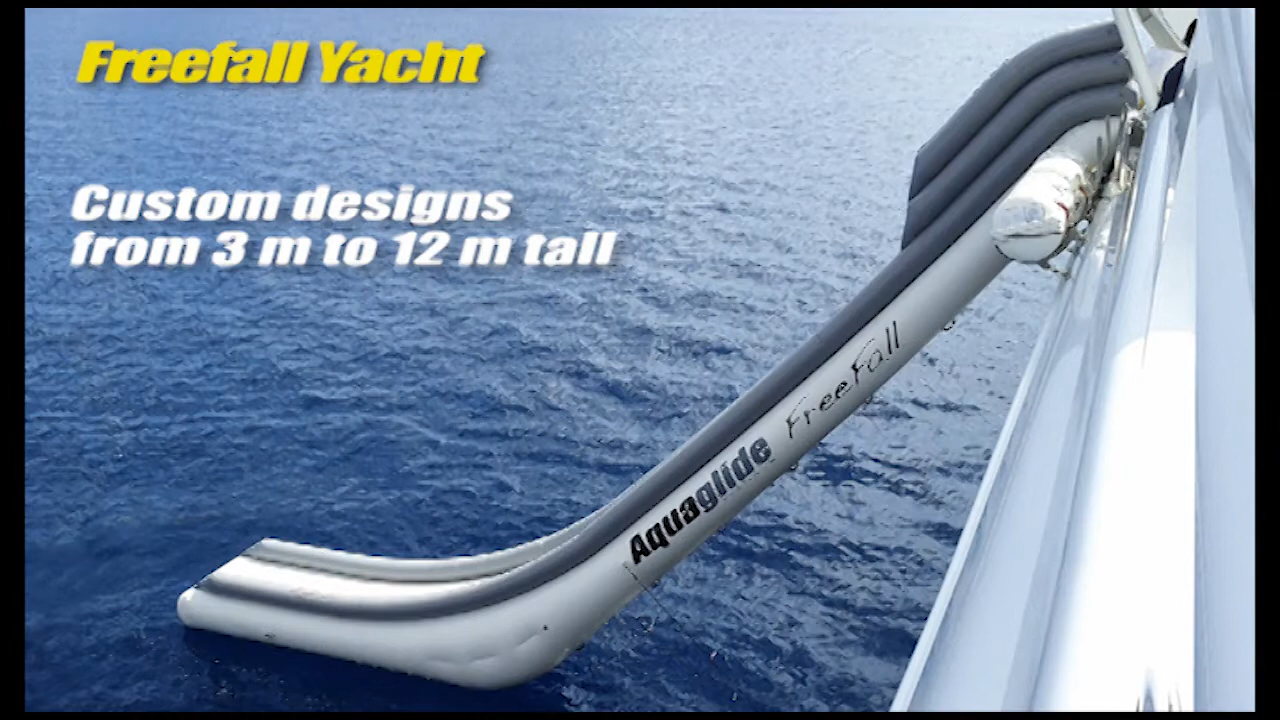 Freefall Yacht
Custom designs
from 3 m to 12 m tall
Aquaglide FreeFall